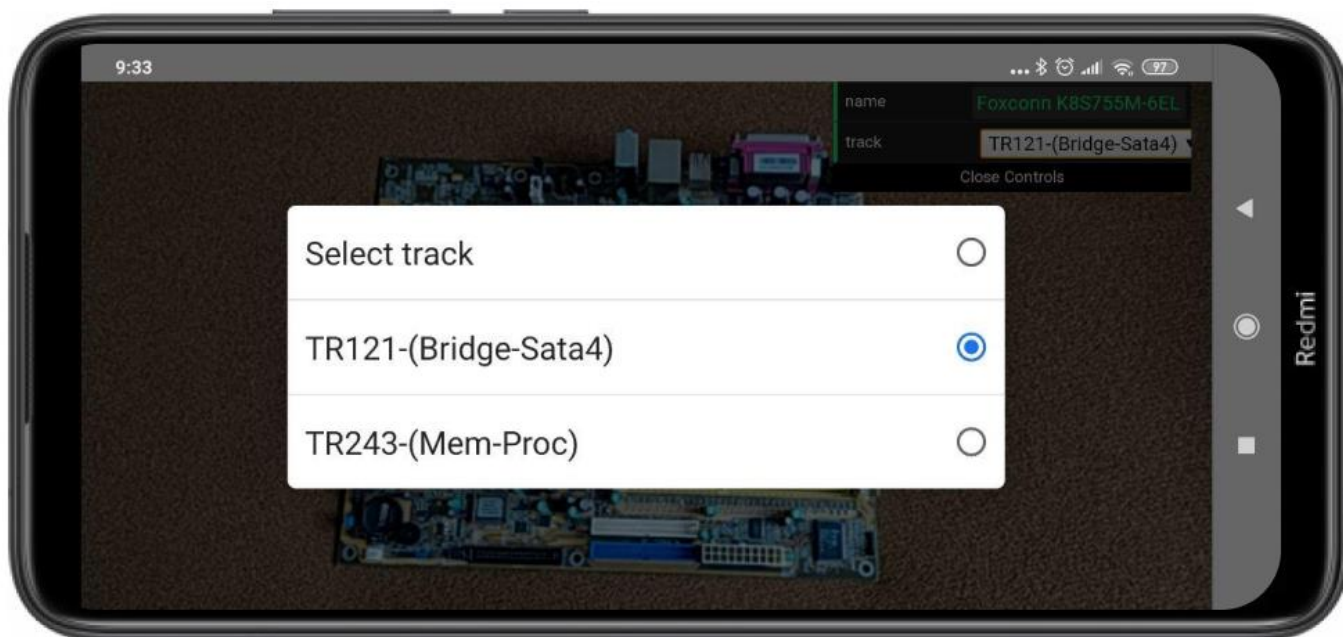 9:33
97
name Foxconn K8S755M-6EL
track TR121-(Bridge-Sata4)
Close Controls
Select track
TR121-(Bridge-Sata4)
TR243-(Mem-Proc)
Redmi